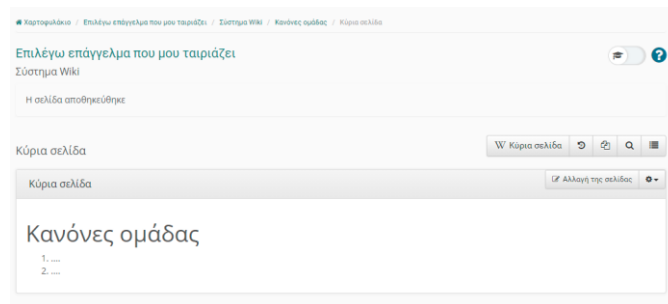 Χαρτοφυλάκιο / Επιλέγω επάγγελμα που μου ταιριάζει / Σύστημα Wiki / Κανόνες ομάδας / Κύρια σελίδα
Επιλέγω επάγγελμα που μου ταιριάζει
Σύστημα Wiki
Η σελίδα αποθηκεύθηκε
Κύρια σελίδα
W Κύρια σελίδα
Κύρια σελίδα
Αλλαγή της σελίδας
Κανόνες ομάδας
1. ....
2. ....